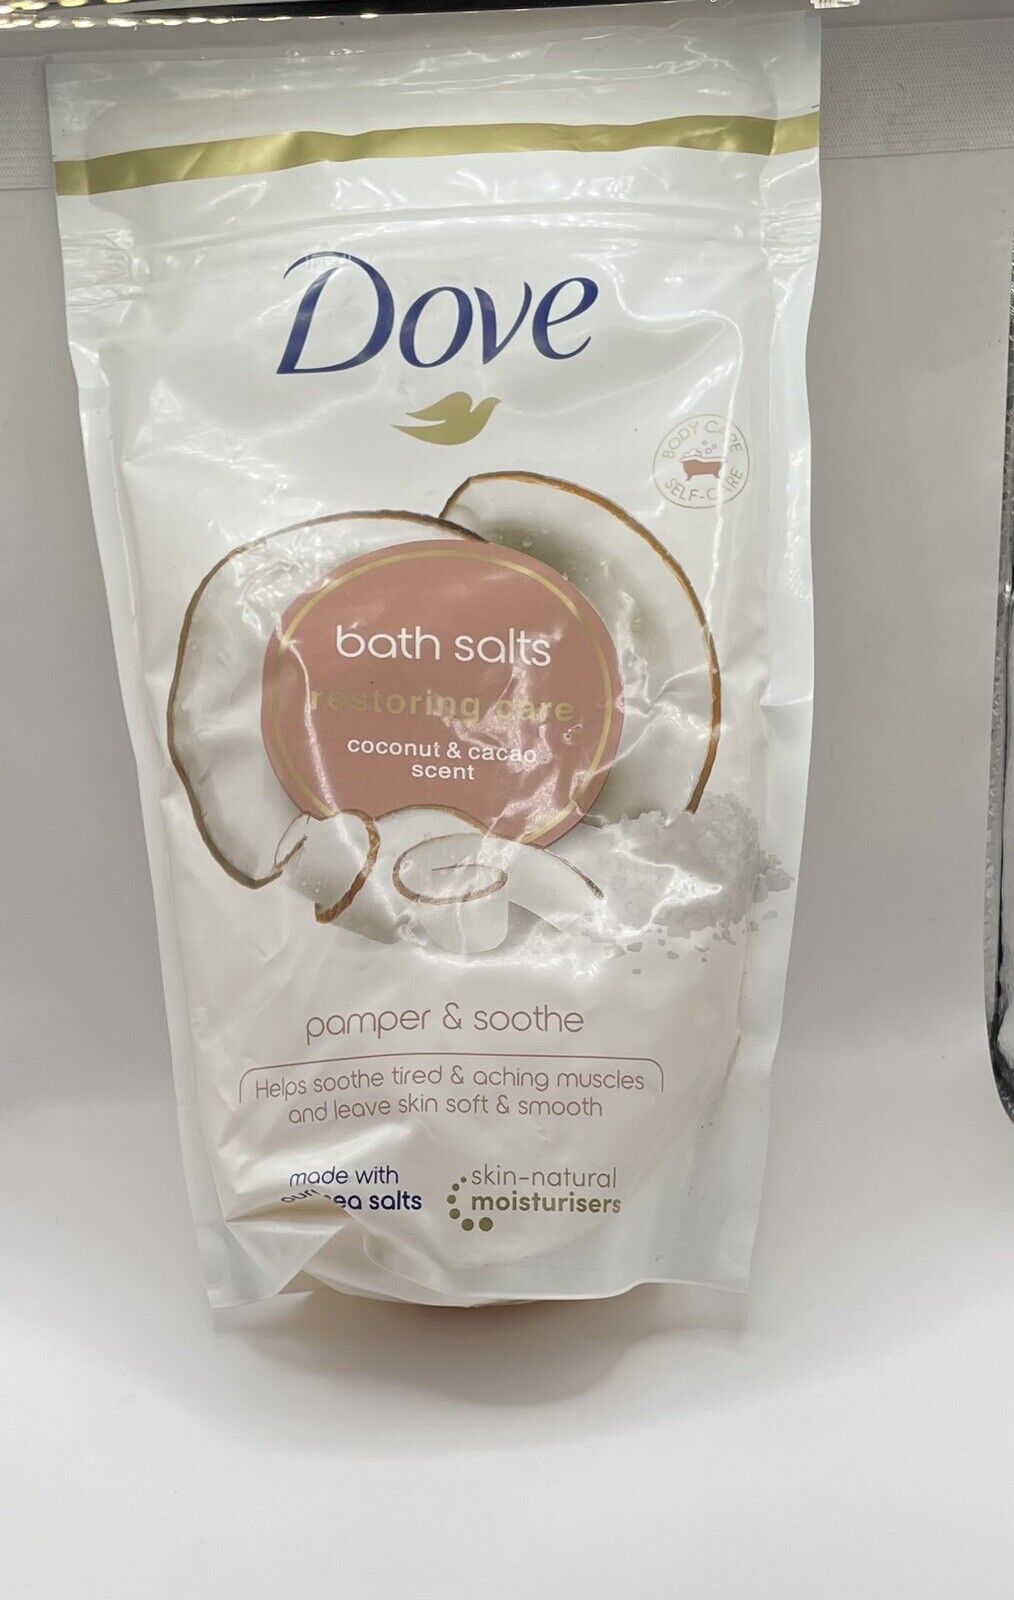 Dove
BODY CARE
SELF-CARE
bath salts
restoring care
coconut & cacao
scent
pamper & soothe
Helps soothe tired & aching muscles
and leave skin soft & smooth
made with
salts
skin-natural
moisturisers